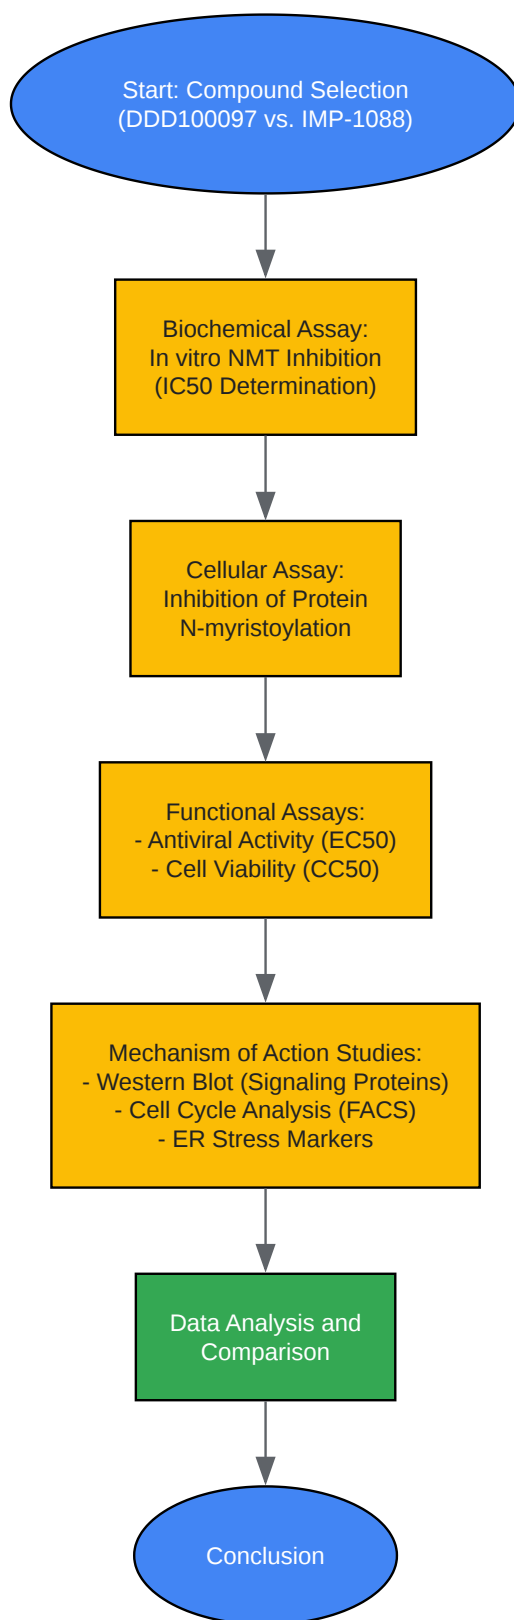 Start: Compound Selection
(DDD100097 vs. IMP-1088)
Biochemical Assay:
In vitro NMT Inhibition
(IC50 Determination)
Cellular Assay:
Inhibition of Protein
N-myristoylation
Functional Assays:
- Antiviral Activity (EC50)
- Cell Viability (CC50)
Mechanism of Action Studies:
- Western Blot (Signaling Proteins)
- Cell Cycle Analysis (FACS)
- ER Stress Markers
Data Analysis and
Comparison
Conclusion